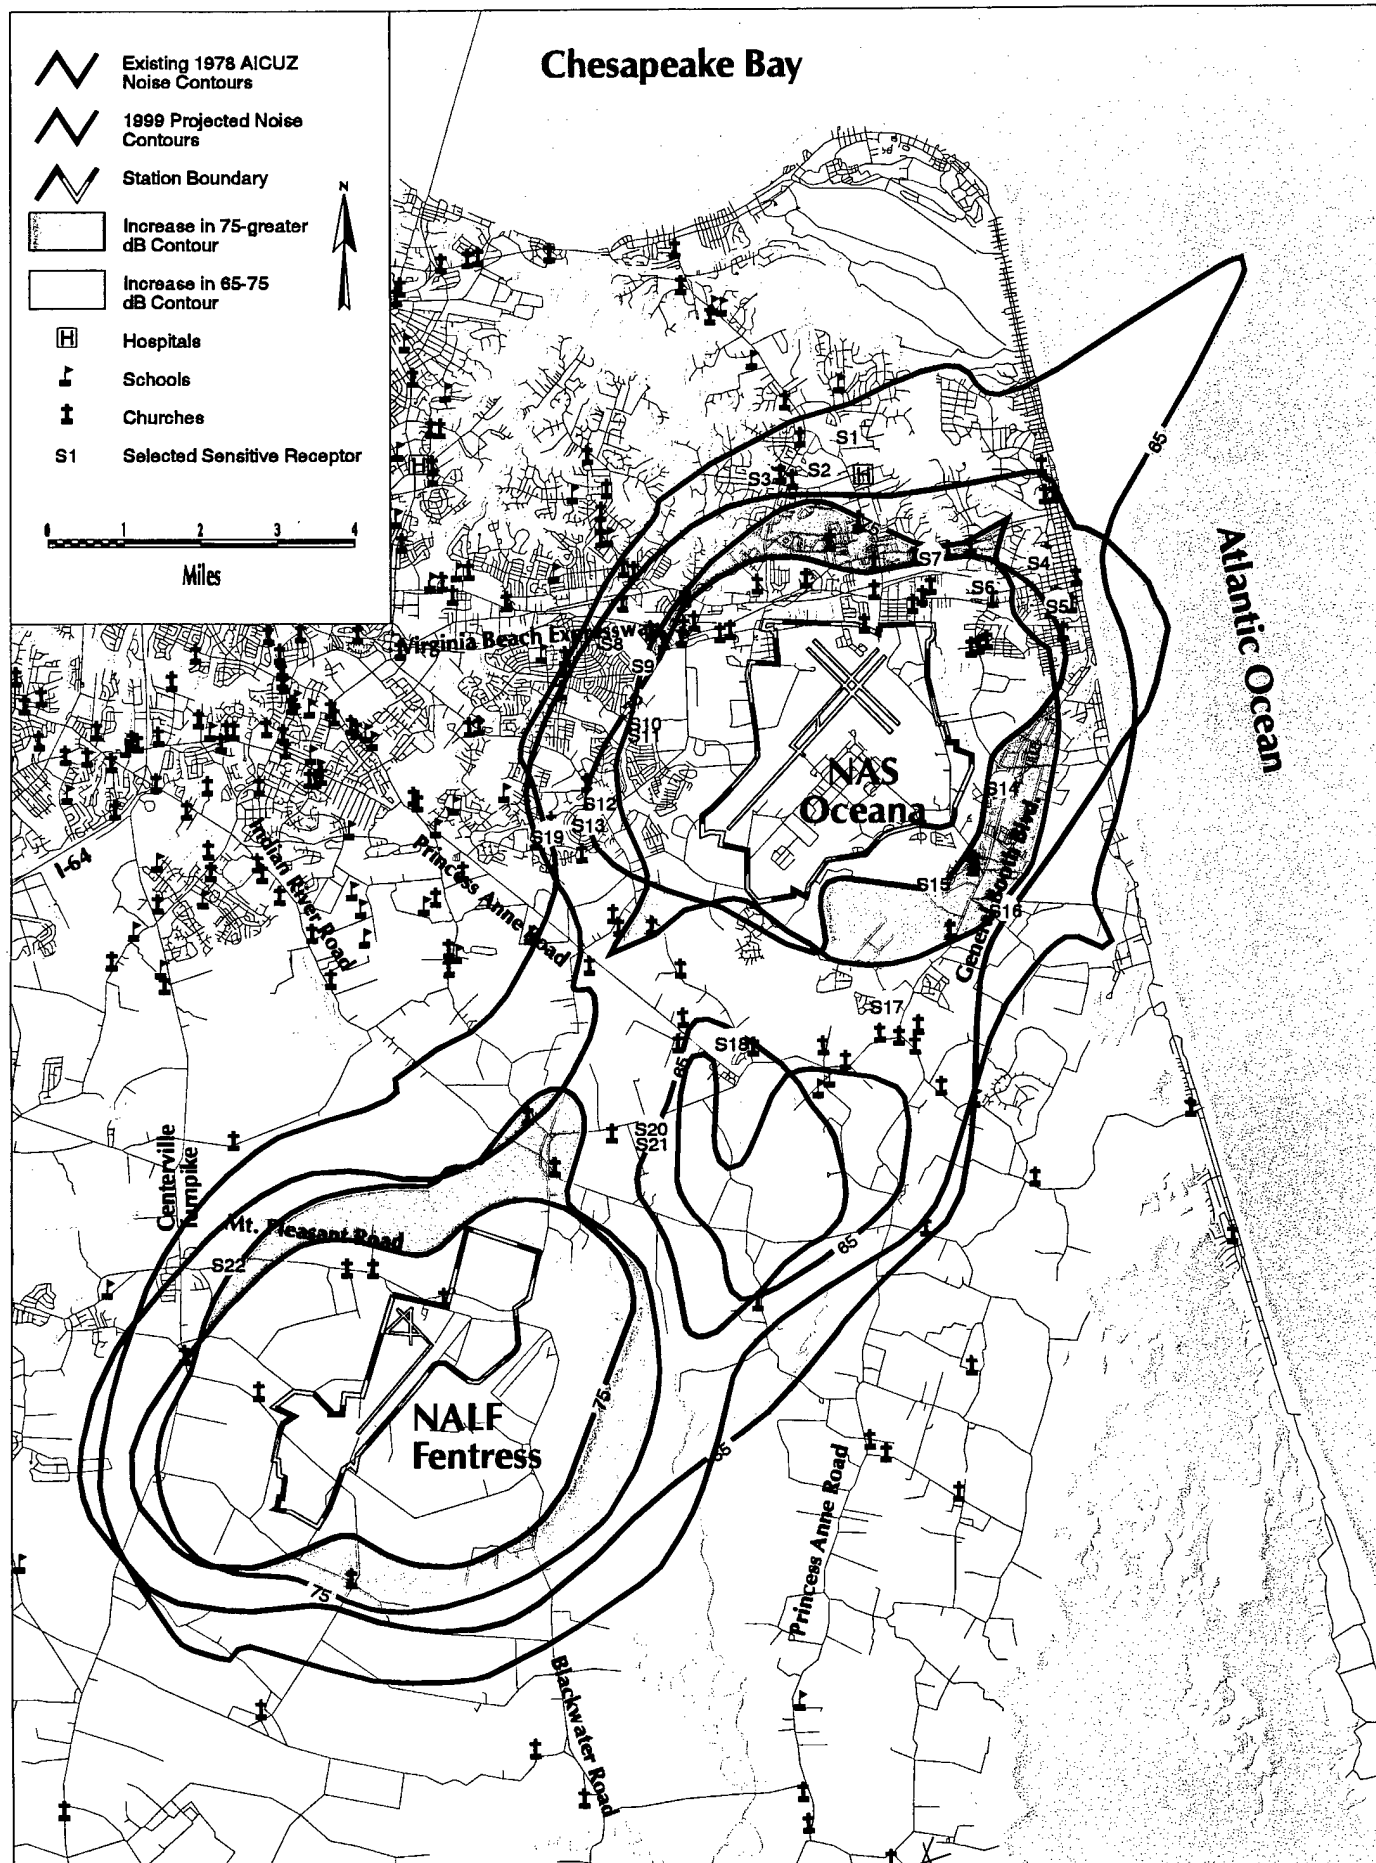 Chesapeake Bay
Existing 1978 AICUZ
Noise Contours
1999 Projected Noise
Contours
Station Boundary
N
Increase in 75-greater
dB Contour
Increase in 65-75
dB Contour
H Hospitals
Schools
Churches
S1 Selected Sensitive Receptor
0 1 2 3 4
Miles
65
S1
S2
S3
H
H
S7
S4
S6
S5
Atlantic Ocean
Virginia Beach Expressway
S8
S9
S10
S11
NAS
Oceana
S14
S12
S13
S19
I-64
Indian River Road
Princess Anne Road
S15
S16
General Booth Blvd.
S17
S18
65
S20
S21
Centerville
Turnpike
Mt. Pleasant Road
S22
65
75
NALF
Fentress
65
Princess Anne Road
75
Blackwater Road